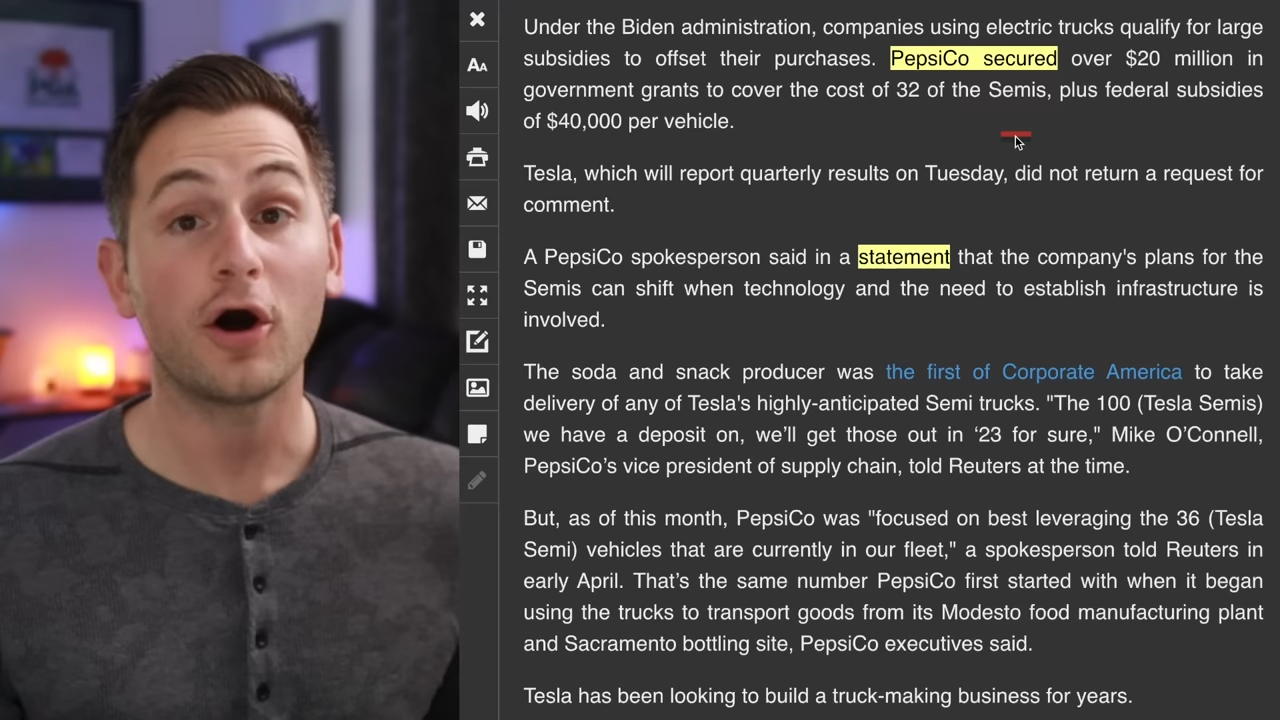 Under the Biden administration, companies using electric trucks qualify for large
subsidies to offset their purchases. PepsiCo secured over $20 million in
government grants to cover the cost of 32 of the Semis, plus federal subsidies
of $40,000 per vehicle.
Tesla, which will report quarterly results on Tuesday, did not return a request for
comment.
A PepsiCo spokesperson said in a statement that the company's plans for the
Semis can shift when technology and the need to establish infrastructure is
involved.
The soda and snack producer was the first of Corporate America to take
delivery of any of Tesla's highly-anticipated Semi trucks. "The 100 (Tesla Semis)
we have a deposit on, we’ll get those out in ‘23 for sure," Mike O’Connell,
PepsiCo’s vice president of supply chain, told Reuters at the time.
But, as of this month, PepsiCo was "focused on best leveraging the 36 (Tesla
Semi) vehicles that are currently in our fleet," a spokesperson told Reuters in
early April. That’s the same number PepsiCo first started with when it began
using the trucks to transport goods from its Modesto food manufacturing plant
and Sacramento bottling site, PepsiCo executives said.
Tesla has been looking to build a truck-making business for years.